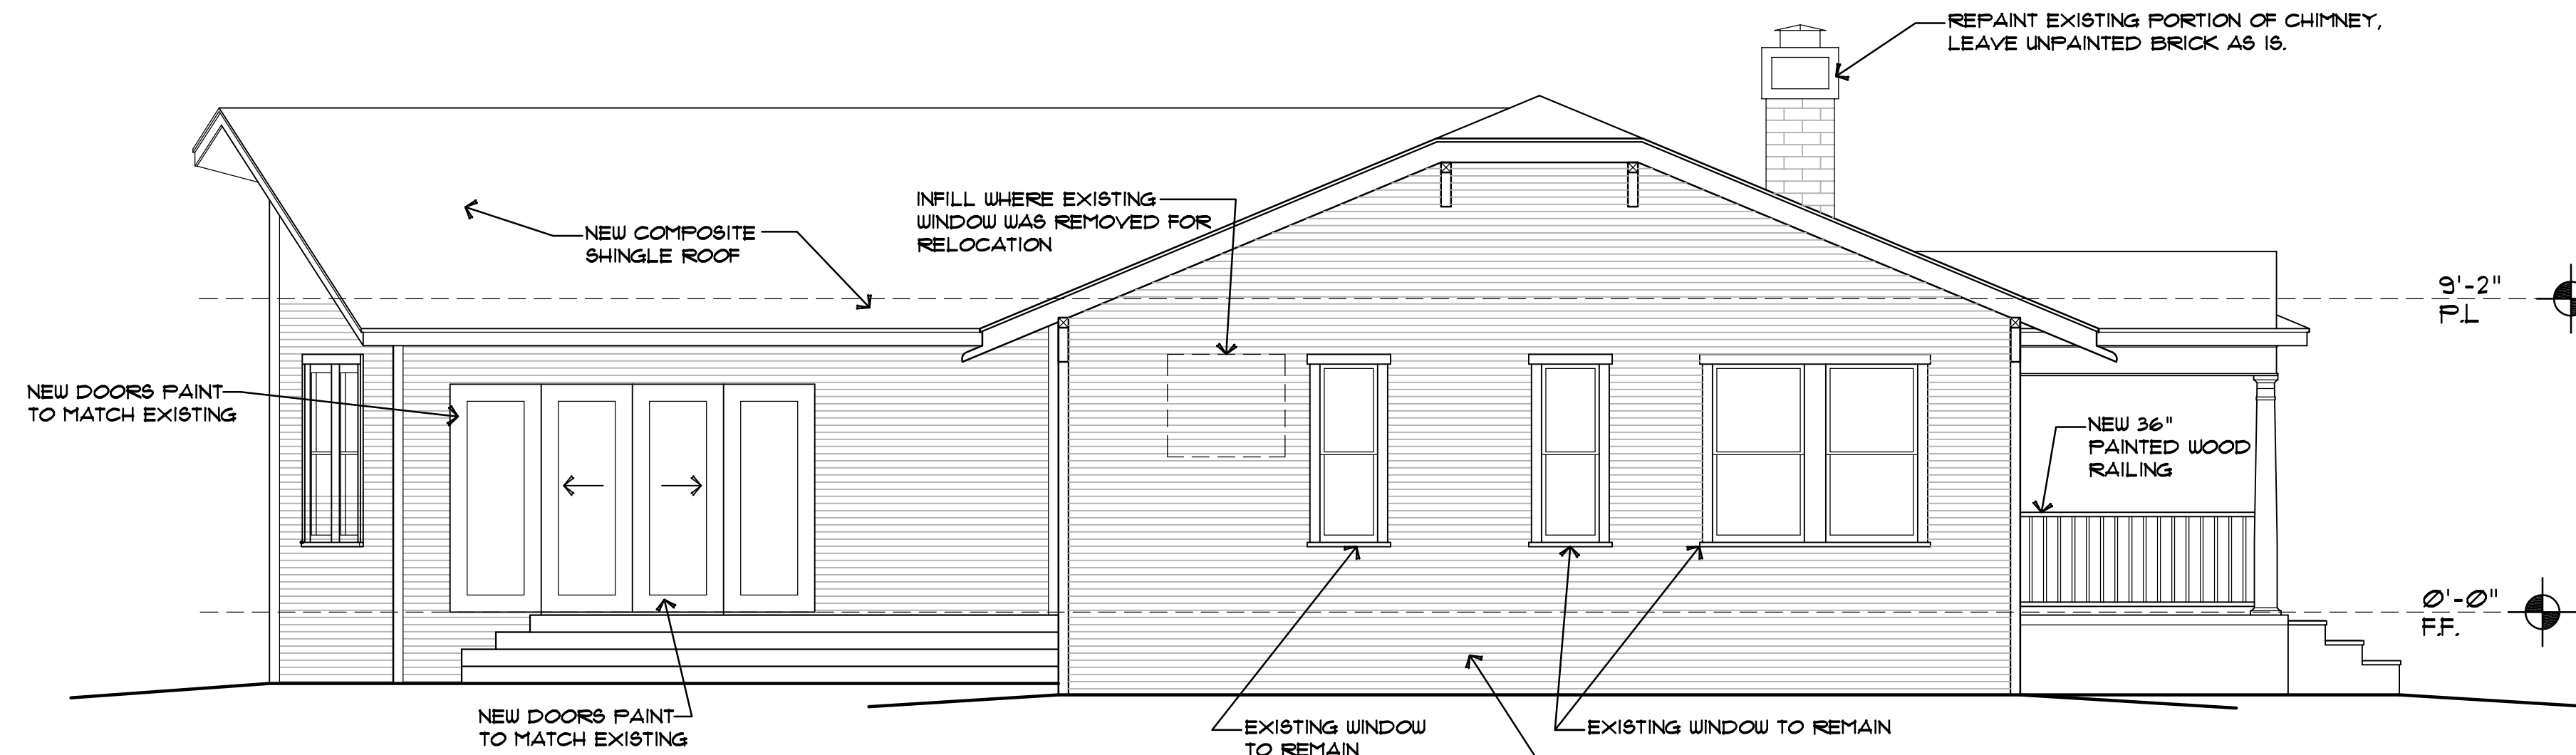 REPAINT EXISTING PORTION OF CHIMNEY,
LEAVE UNPAINTED BRICK AS IS.
INFILL WHERE EXISTING
WINDOW WAS REMOVED FOR
RELOCATION
NEW COMPOSITE
SHINGLE ROOF
9'-2"
P.L
NEW DOORS PAINT
TO MATCH EXISTING
NEW 36"
PAINTED WOOD
RAILING
0'-0"
F.F.
NEW DOORS PAINT
TO MATCH EXISTING
EXISTING WINDOW
TO REMAIN
EXISTING WINDOW TO REMAIN